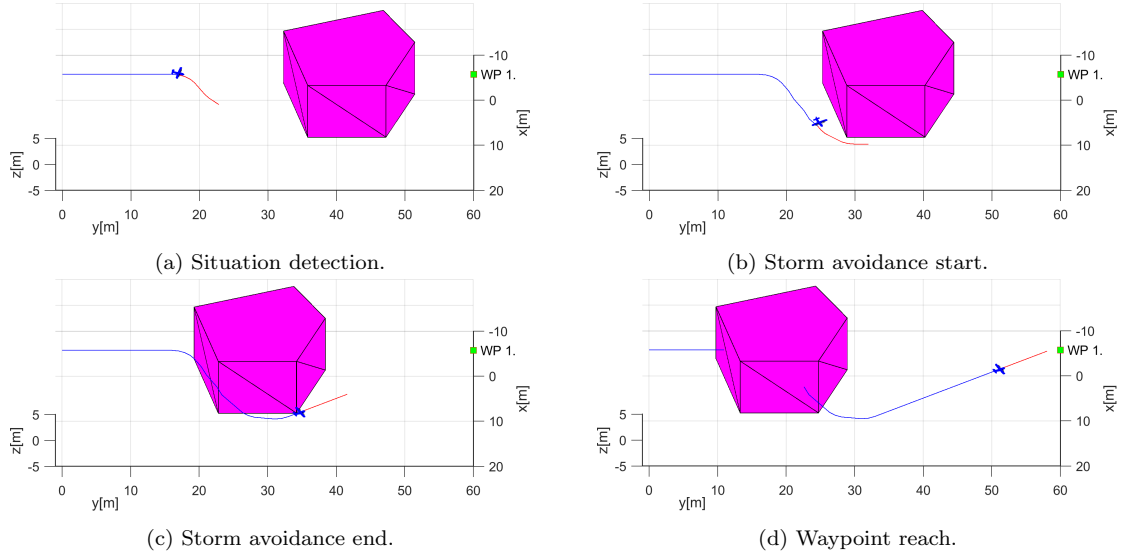 -10
WP 1.
0
x[m]
5
10
z[m]
0
-5
20
0
10
20
30
40
50
60
y[m]
(a) Situation detection.
-10
WP 1.
0
x[m]
5
10
z[m]
0
-5
20
0
10
20
30
40
50
60
y[m]
(b) Storm avoidance start.
-10
WP 1.
0
x[m]
5
10
z[m]
0
-5
20
0
10
20
30
40
50
60
y[m]
(c) Storm avoidance end.
-10
WP 1.
0
x[m]
5
10
z[m]
0
-5
20
0
10
20
30
40
50
60
y[m]
(d) Waypoint reach.